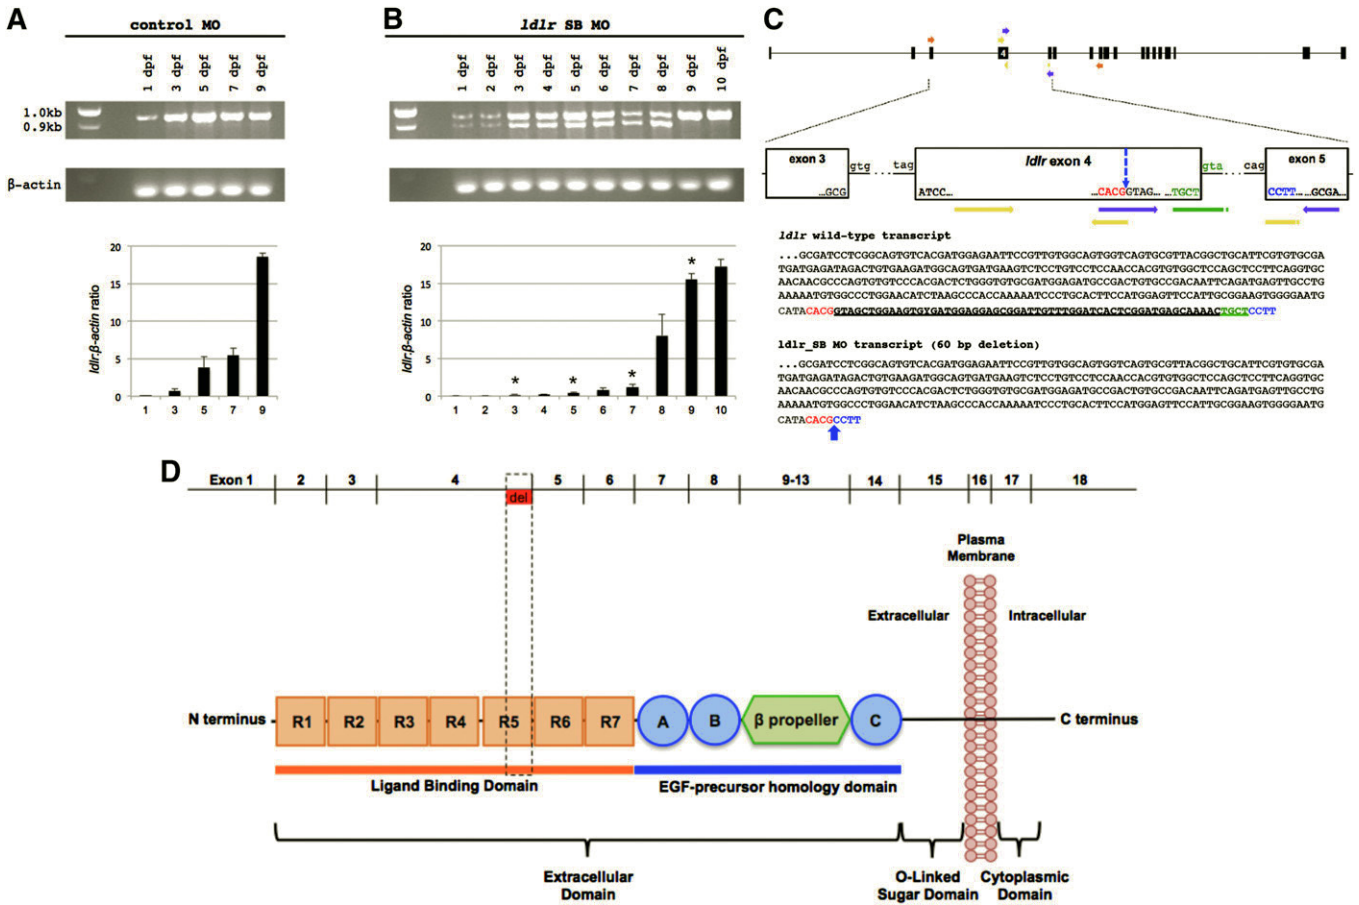 A
control MO
1 dpf
3 dpf
5 dpf
7 dpf
9 dpf
1.0kb
0.9kb
β-actin
ldlr:β-actin ratio
20
15
10
5
0
1 3 5 7 9
B
ldlr SB MO
1 dpf
2 dpf
3 dpf
4 dpf
5 dpf
6 dpf
7 dpf
8 dpf
9 dpf
10 dpf
ldlr:β-actin ratio
20
15
10
5
0
* * * *
1 2 3 4 5 6 7 8 9 10
C
4
exon 3 gtg tag ldlr exon 4 gta cag exon 5
...GCG ATCC... ...CACGGTAG... ...TGCT CCTT... ...GCGA
ldlr wild-type transcript
...GCGATCCTCGGCAGTGTCACGATGGAGAATTCCGTTGTGGCAGTGGTCAGTGCGTTACGGCTGCATTCGTGTGCGA
TGATGAGATAGACTGTGAAGATGGCAGTGATGAAGTCTCCTGTCCTCCAACCACGTGTGGCTCCAGCTCCTTCAGGTGC
AACAACGCCCAGTGTGTCCCACGACTCTGGGTGTGCGATGGAGATGCCGACTGTGCCGACAATTCAGATGAGTTGCCTG
AAAAATGTGGCCCTGGAACATCTAAGCCCACCAAAAATCCCTGCACTTCCATGGAGTTCCATTGCGGAAGTGGGGAATG
CATACACGGTAGCTGGAAGTGTGATGGAGGAGCGGATTGTTTGGATCACTCGGATGAGCAAAACTGCTCCTT
ldlr_SB MO transcript (60 bp deletion)
...GCGATCCTCGGCAGTGTCACGATGGAGAATTCCGTTGTGGCAGTGGTCAGTGCGTTACGGCTGCATTCGTGTGCGA
TGATGAGATAGACTGTGAAGATGGCAGTGATGAAGTCTCCTGTCCTCCAACCACGTGTGGCTCCAGCTCCTTCAGGTGC
AACAACGCCCAGTGTGTCCCACGACTCTGGGTGTGCGATGGAGATGCCGACTGTGCCGACAATTCAGATGAGTTGCCTG
AAAAATGTGGCCCTGGAACATCTAAGCCCACCAAAAATCCCTGCACTTCCATGGAGTTCCATTGCGGAAGTGGGGAATG
CATACACGCCTT
D
Exon 1 2 3 4 5 6 7 8 9-13 14 15 16 17 18
del
Plasma
Membrane
Extracellular Intracellular
N terminus R1 R2 R3 R4 R5 R6 R7 A B β propeller C C terminus
Ligand Binding Domain EGF-precursor homology domain
Extracellular
Domain
O-Linked
Sugar Domain
Cytoplasmic
Domain